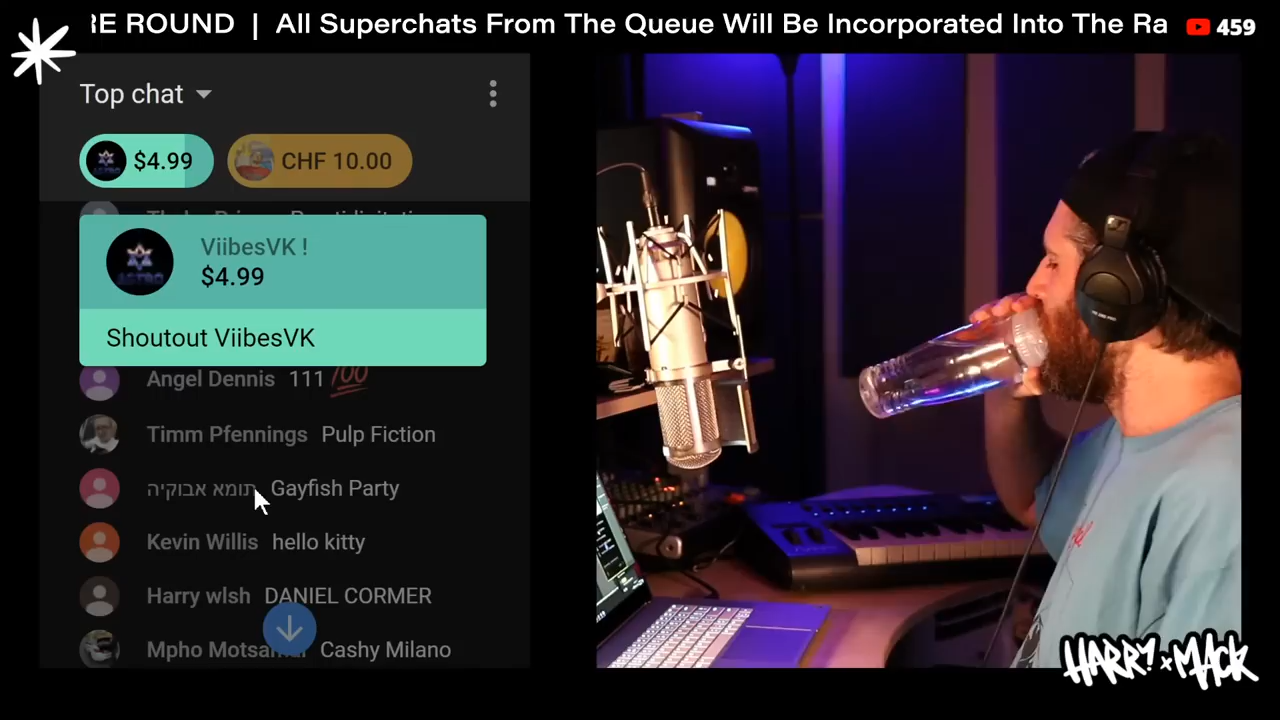 RE ROUND | All Superchats From The Queue Will Be Incorporated Into The Ra
459
Top chat
$4.99
CHF 10.00
ViibesVK !
$4.99
Shoutout ViibesVK
Angel Dennis 111 💯
Timm Pfennings Pulp Fiction
תומא אבוקיה Gayfish Party
Kevin Willis hello kitty
Harry wlsh DANIEL CORMER
Mpho Cashy Milano
HARRY MACK